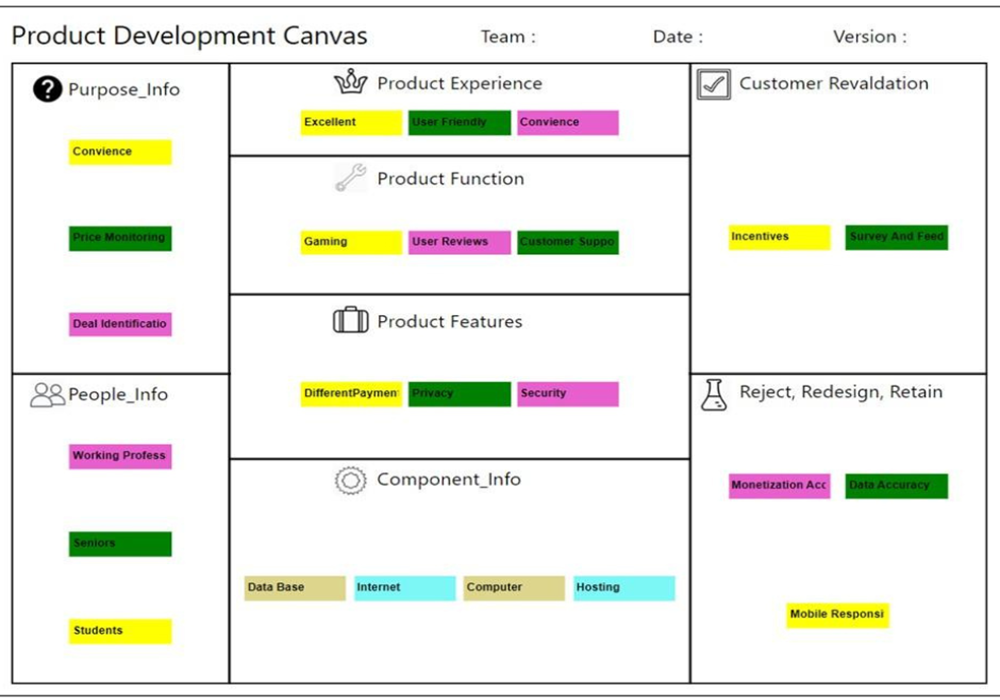 Product Development Canvas Team : Date : Version :
Purpose_Info
Convience
Price Monitoring
Deal Identificatio
People_Info
Working Profess
Seniors
Students
Product Experience
Excellent User Friendly Convience
Product Function
Gaming User Reviews Customer Suppo
Product Features
DifferentPaymen Privacy Security
Component_Info
Data Base Internet Computer Hosting
Customer Revaldation
Incentives Survey And Feed
Reject, Redesign, Retain
Monetization Acc Data Accuracy
Mobile Responsi